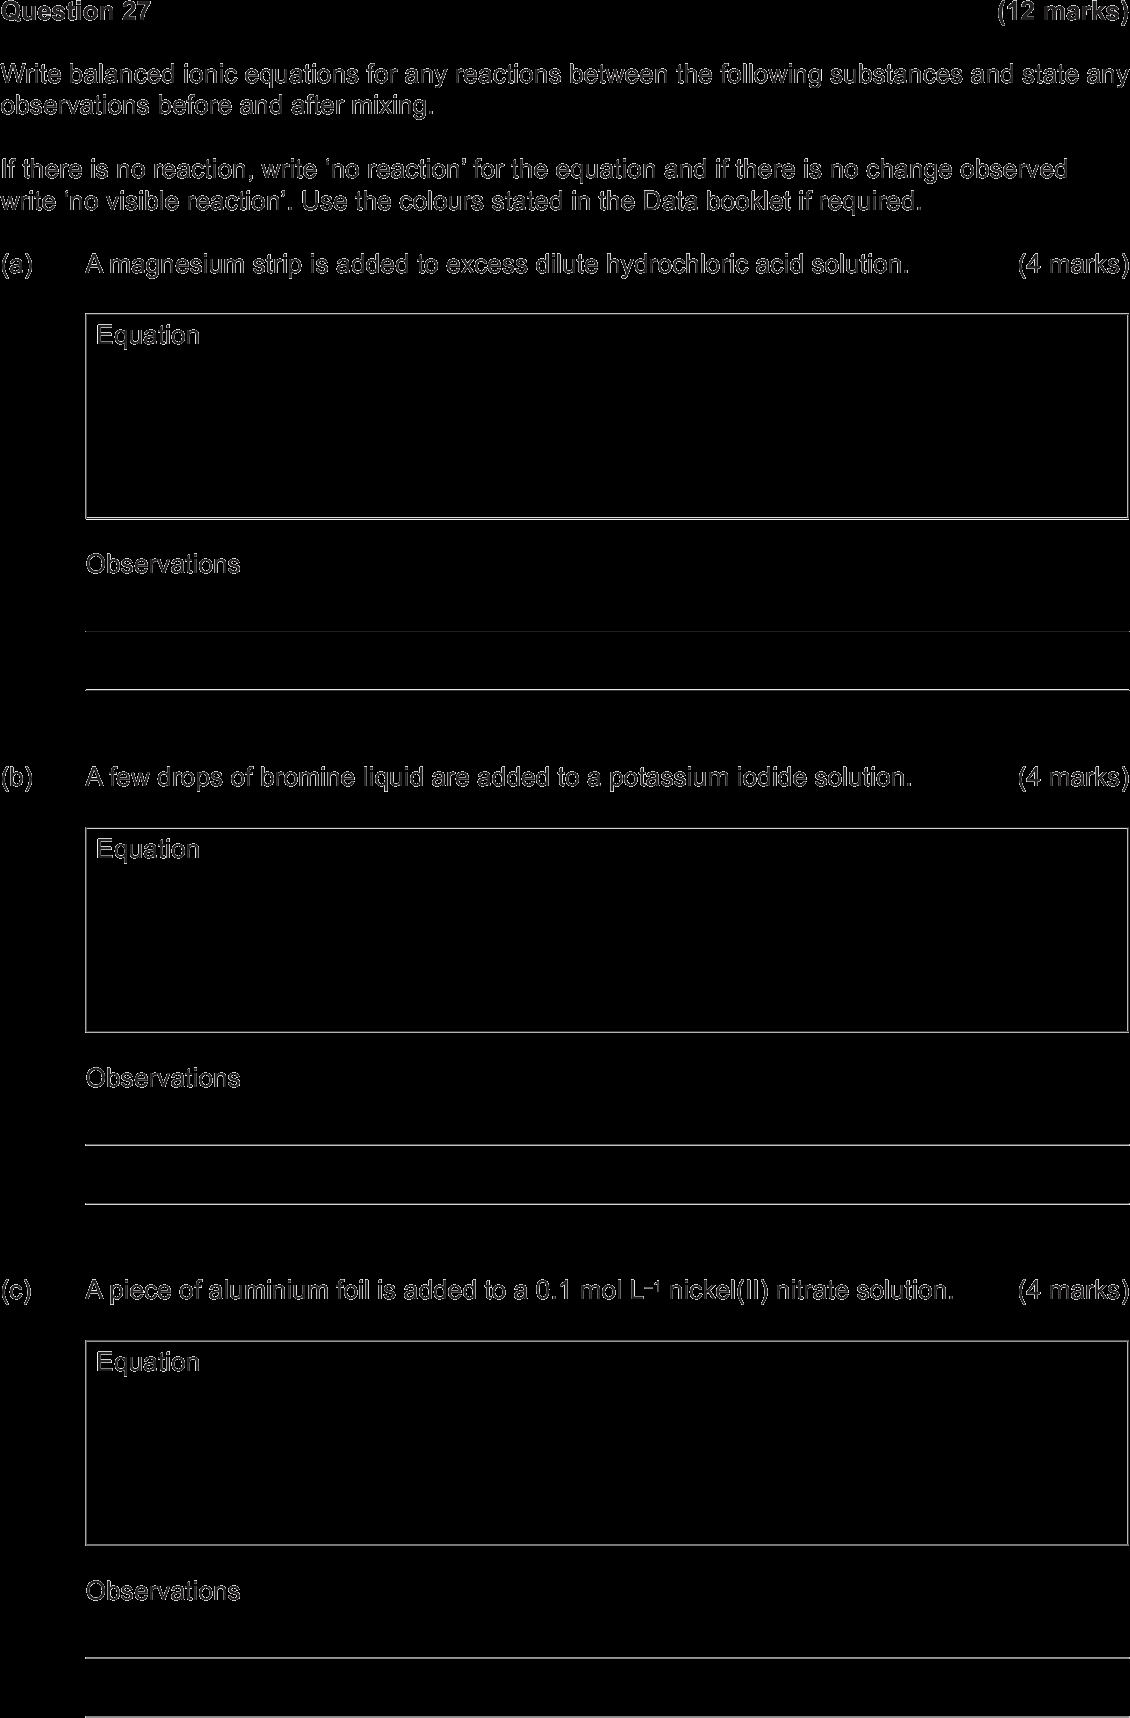 Question 27 (12 marks)
Write balanced ionic equations for any reactions between the following substances and state any
observations before and after mixing.
If there is no reaction, write ‘no reaction’ for the equation and if there is no change observed
write ‘no visible reaction’. Use the colours stated in the Data booklet if required.
(a) A magnesium strip is added to excess dilute hydrochloric acid solution. (4 marks)
Equation
Observations
(b) A few drops of bromine liquid are added to a potassium iodide solution. (4 marks)
Equation
Observations
(c) A piece of aluminium foil is added to a 0.1 mol L⁻¹ nickel(II) nitrate solution. (4 marks)
Equation
Observations